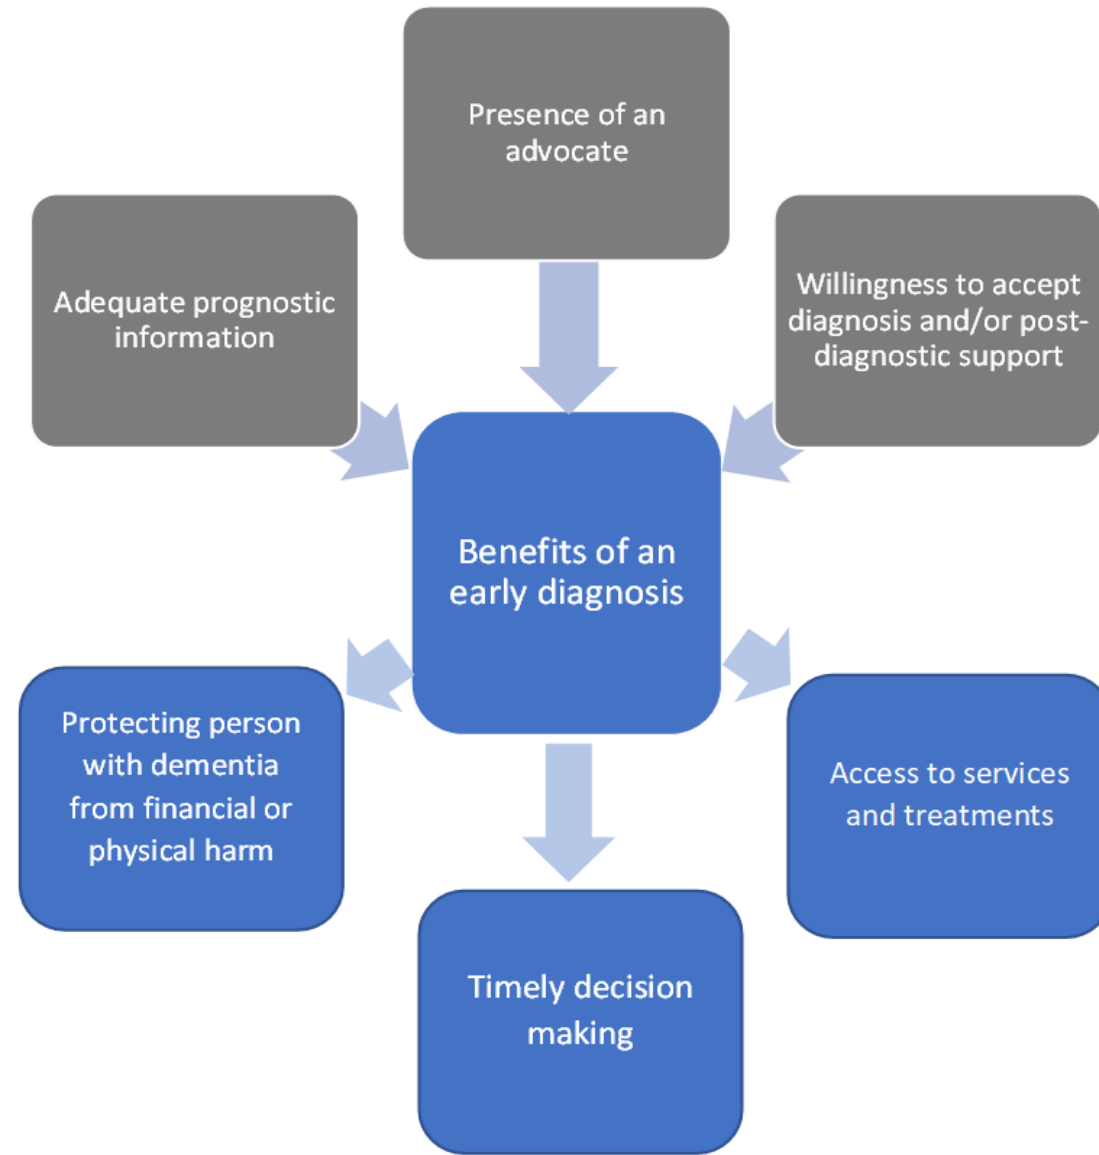 Presence of an
advocate
Adequate prognostic
information
Willingness to accept
diagnosis and/or post-
diagnostic support
Benefits of an
early diagnosis
Protecting person
with dementia
from financial or
physical harm
Access to services
and treatments
Timely decision
making